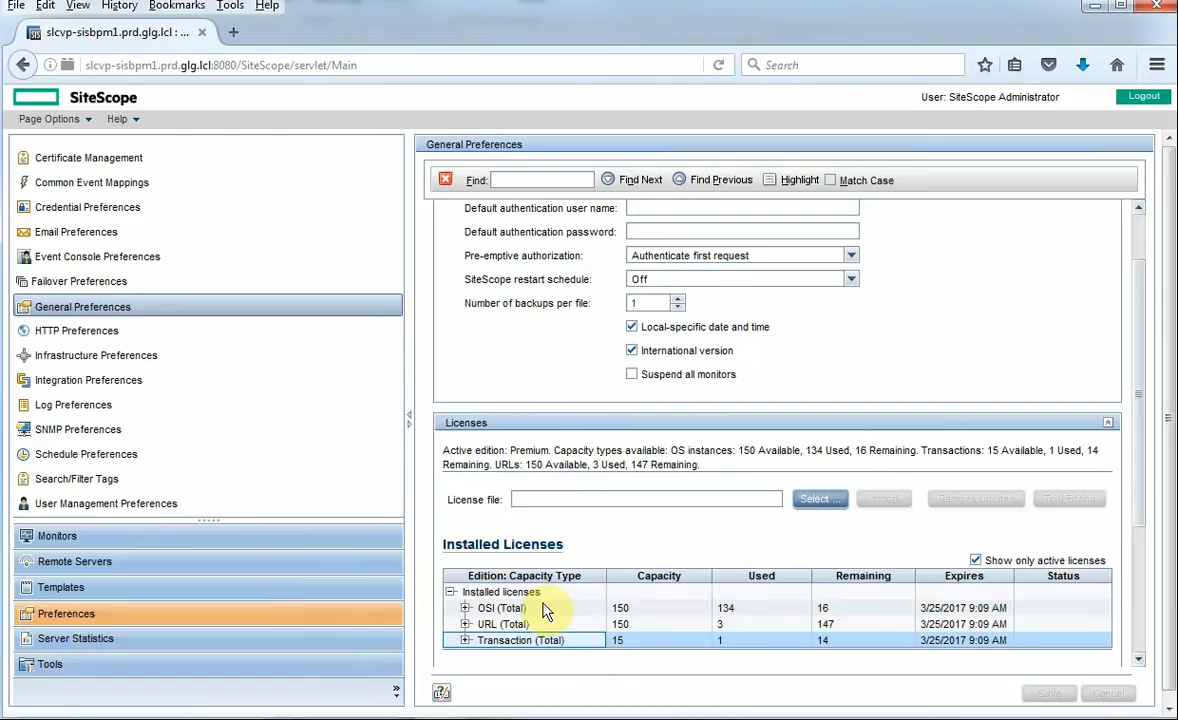 File Edit View History Bookmarks Tools Help
slcvp-sisbpm1.prd.glg.lcl : ...
slcvp-sisbpm1.prd.glg.lcl:8080/SiteScope/servlet/Main
Search
SiteScope
User: SiteScope Administrator
Logout
Page Options Help
Certificate Management
Common Event Mappings
Credential Preferences
Email Preferences
Event Console Preferences
Failover Preferences
General Preferences
HTTP Preferences
Infrastructure Preferences
Integration Preferences
Log Preferences
SNMP Preferences
Schedule Preferences
Search/Filter Tags
User Management Preferences
Monitors
Remote Servers
Templates
Preferences
Server Statistics
Tools
General Preferences
Find: Find Next Find Previous Highlight Match Case
Default authentication user name:
Default authentication password:
Pre-emptive authorization: Authenticate first request
SiteScope restart schedule: Off
Number of backups per file: 1
Local-specific date and time
International version
Suspend all monitors
Licenses
Active edition: Premium. Capacity types available: OS instances: 150 Available, 134 Used, 16 Remaining. Transactions: 15 Available, 1 Used, 14
Remaining. URLs: 150 Available, 3 Used, 147 Remaining.
License file: Select ... Import Remove License Trial Edition
Installed Licenses
Show only active licenses
Edition: Capacity Type Capacity Used Remaining Expires Status
Installed licenses
OSI (Total) 150 134 16 3/25/2017 9:09 AM
URL (Total) 150 3 147 3/25/2017 9:09 AM
Transaction (Total) 15 1 14 3/25/2017 9:09 AM
Save Cancel